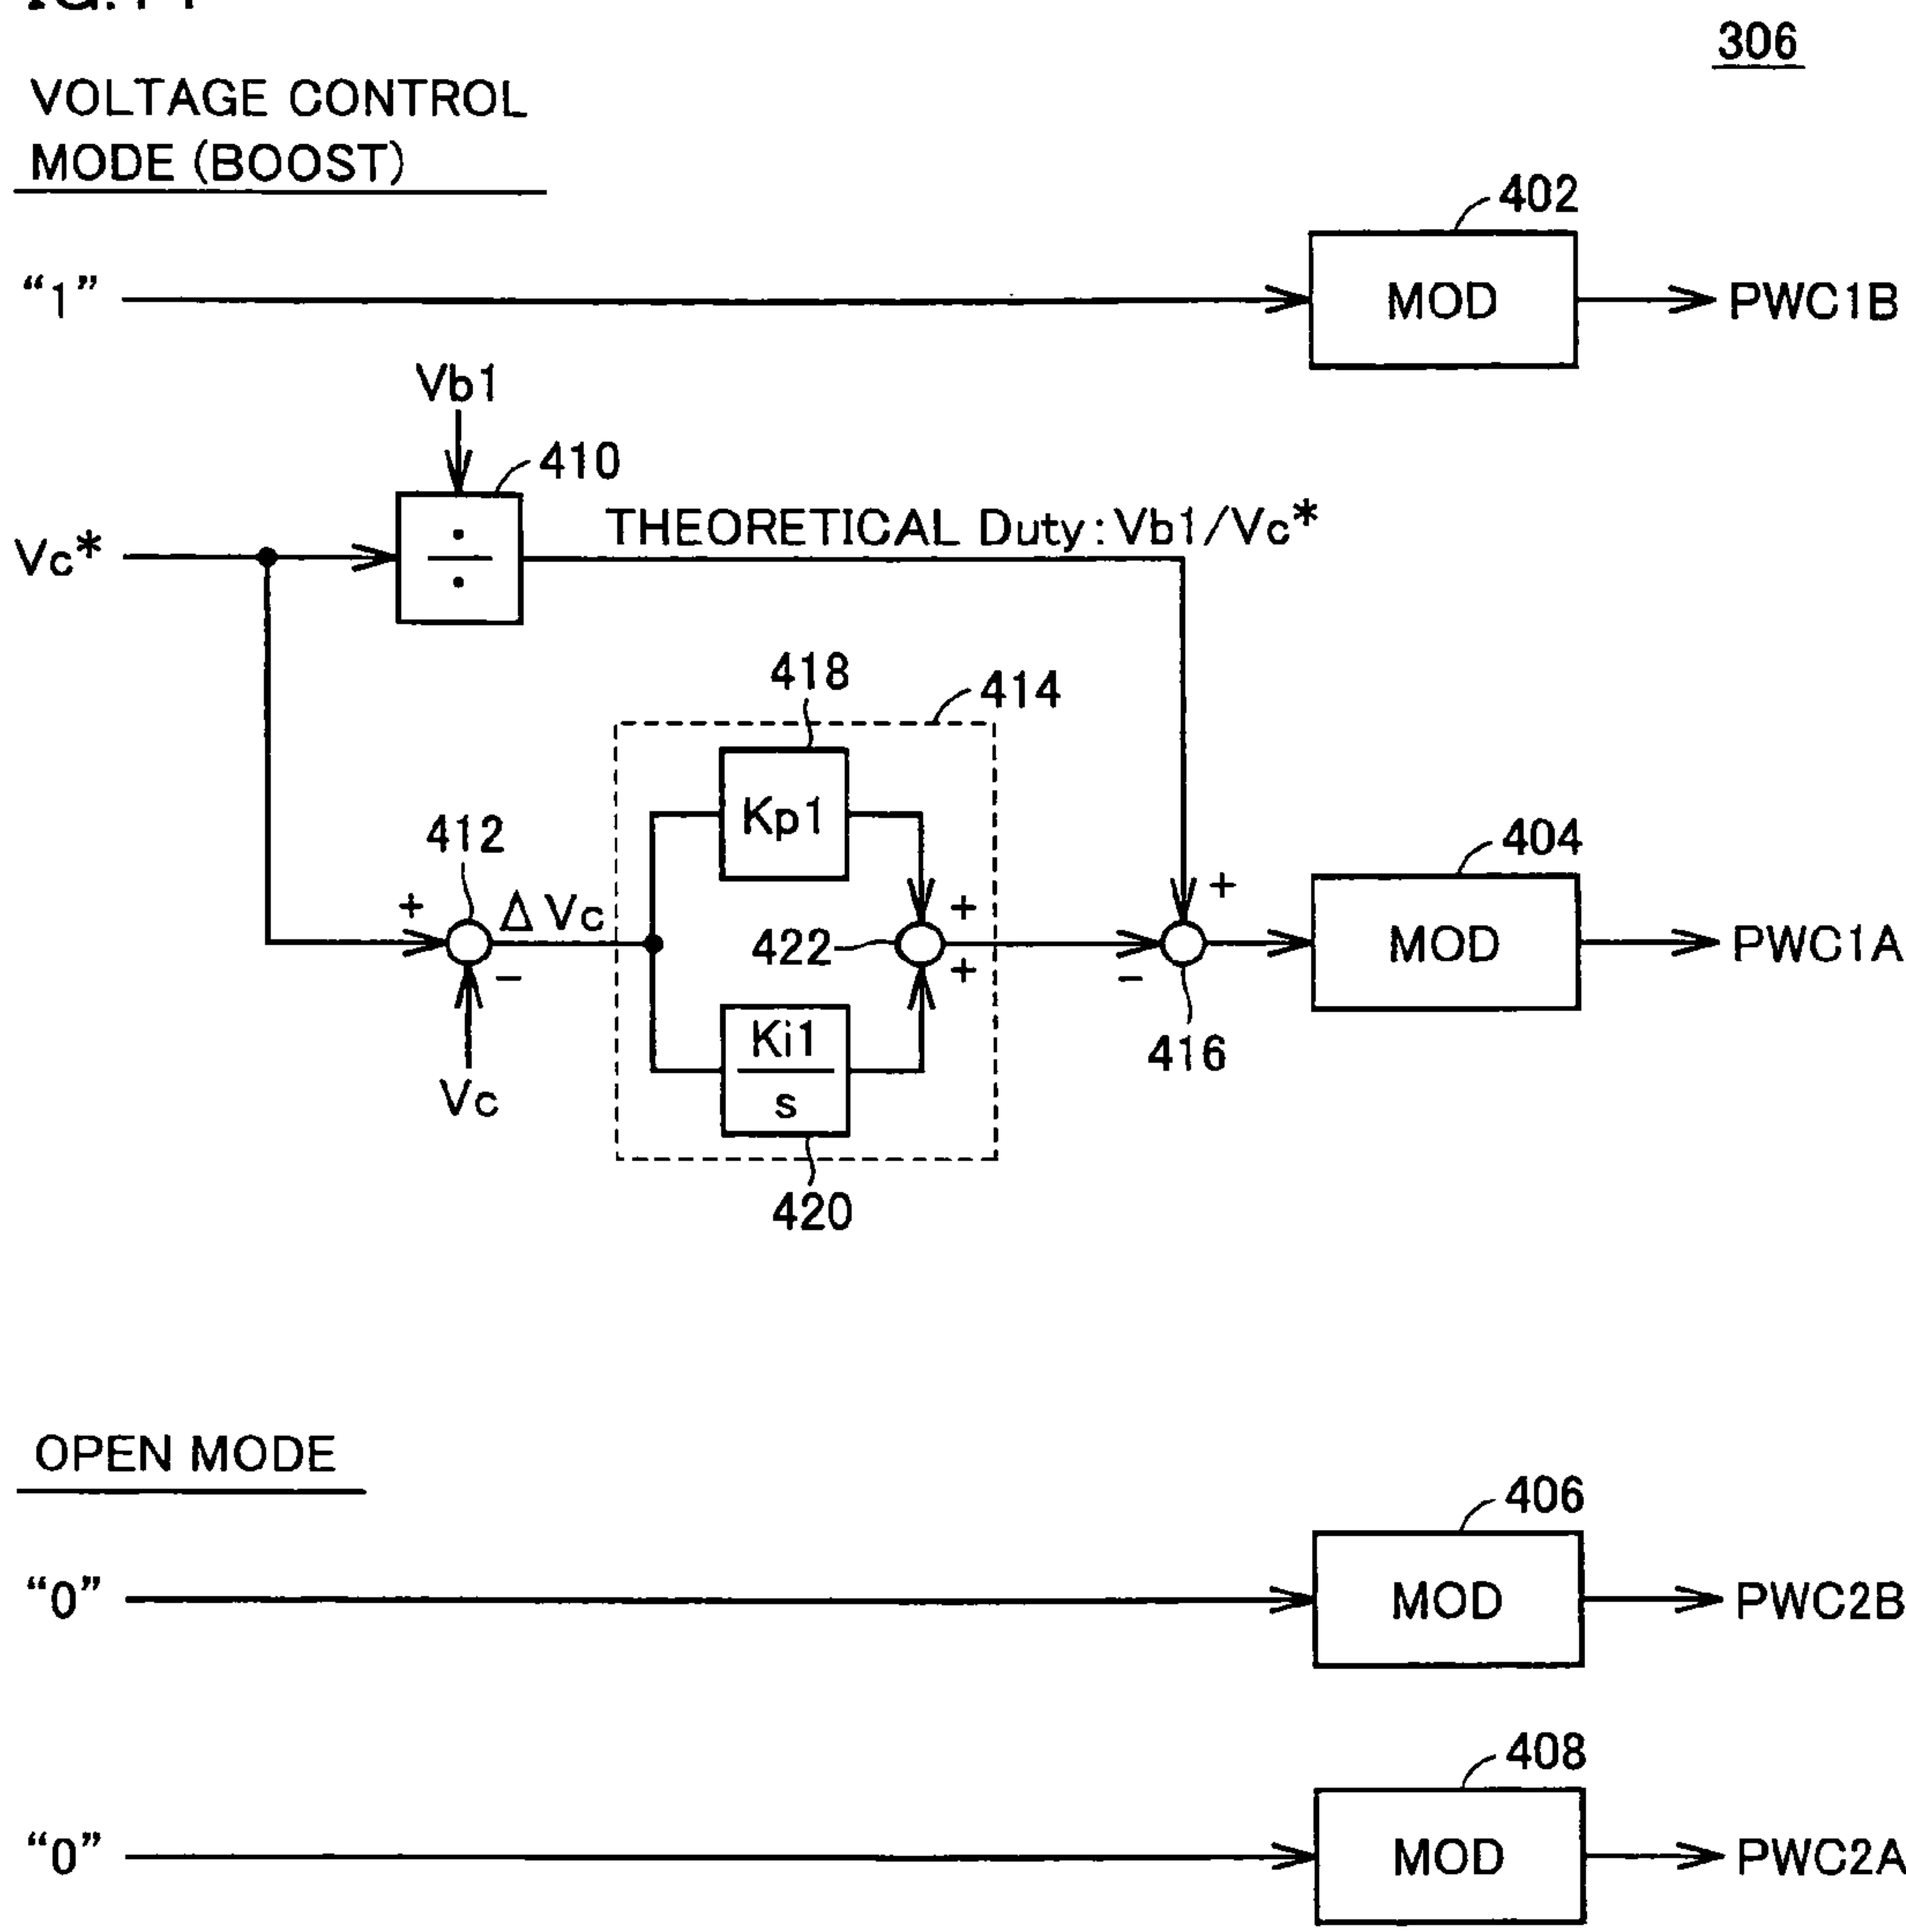 306
VOLTAGE CONTROL
MODE (BOOST)
402
“1”
MOD
PWC1B
Vb1
410
THEORETICAL Duty: Vb1/Vc*
Vc*
÷
418
414
Kp1
412
404
+
Δ Vc
+
+
422
MOD
PWC1A
−
+
−
Ki1
s
416
Vc
420
OPEN MODE
406
“0”
MOD
PWC2B
408
“0”
MOD
PWC2A